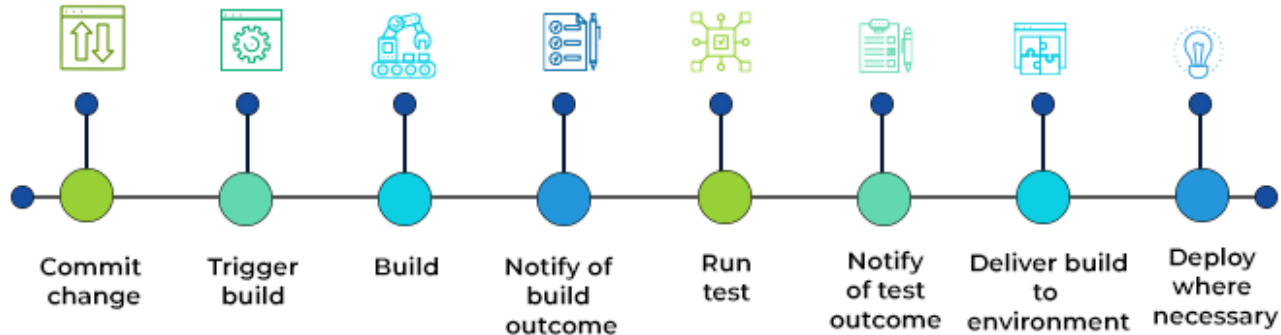 Commit
change
Trigger
build
Build
Notify of
build
outcome
Run
test
Notify
of test
outcome
Deliver build
to
environment
Deploy
where
necessary